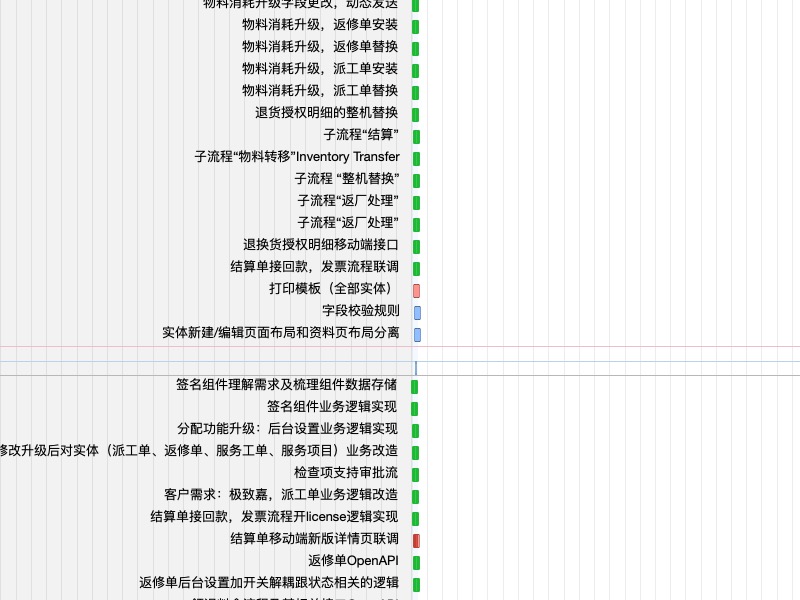 物料消耗升级字段更改，动态发送
物料消耗升级，返修单安装
物料消耗升级，返修单替换
物料消耗升级，派工单安装
物料消耗升级，派工单替换
退货授权明细的整机替换
子流程“结算”
子流程“物料转移”Inventory Transfer
子流程 “整机替换”
子流程“返厂处理”
子流程“返厂处理”
退换货授权明细移动端接口
结算单接回款，发票流程联调
打印模板（全部实体）
字段校验规则
实体新建/编辑页面布局和资料页布局分离
签名组件理解需求及梳理组件数据存储
签名组件业务逻辑实现
分配功能升级：后台设置业务逻辑实现
修改升级后对实体（派工单、返修单、服务工单、服务项目）业务改造
检查项支持审批流
客户需求：极致嘉，派工单业务逻辑改造
结算单接回款，发票流程开license逻辑实现
结算单移动端新版详情页联调
返修单OpenAPI
返修单后台设置加开关解耦跟状态相关的逻辑